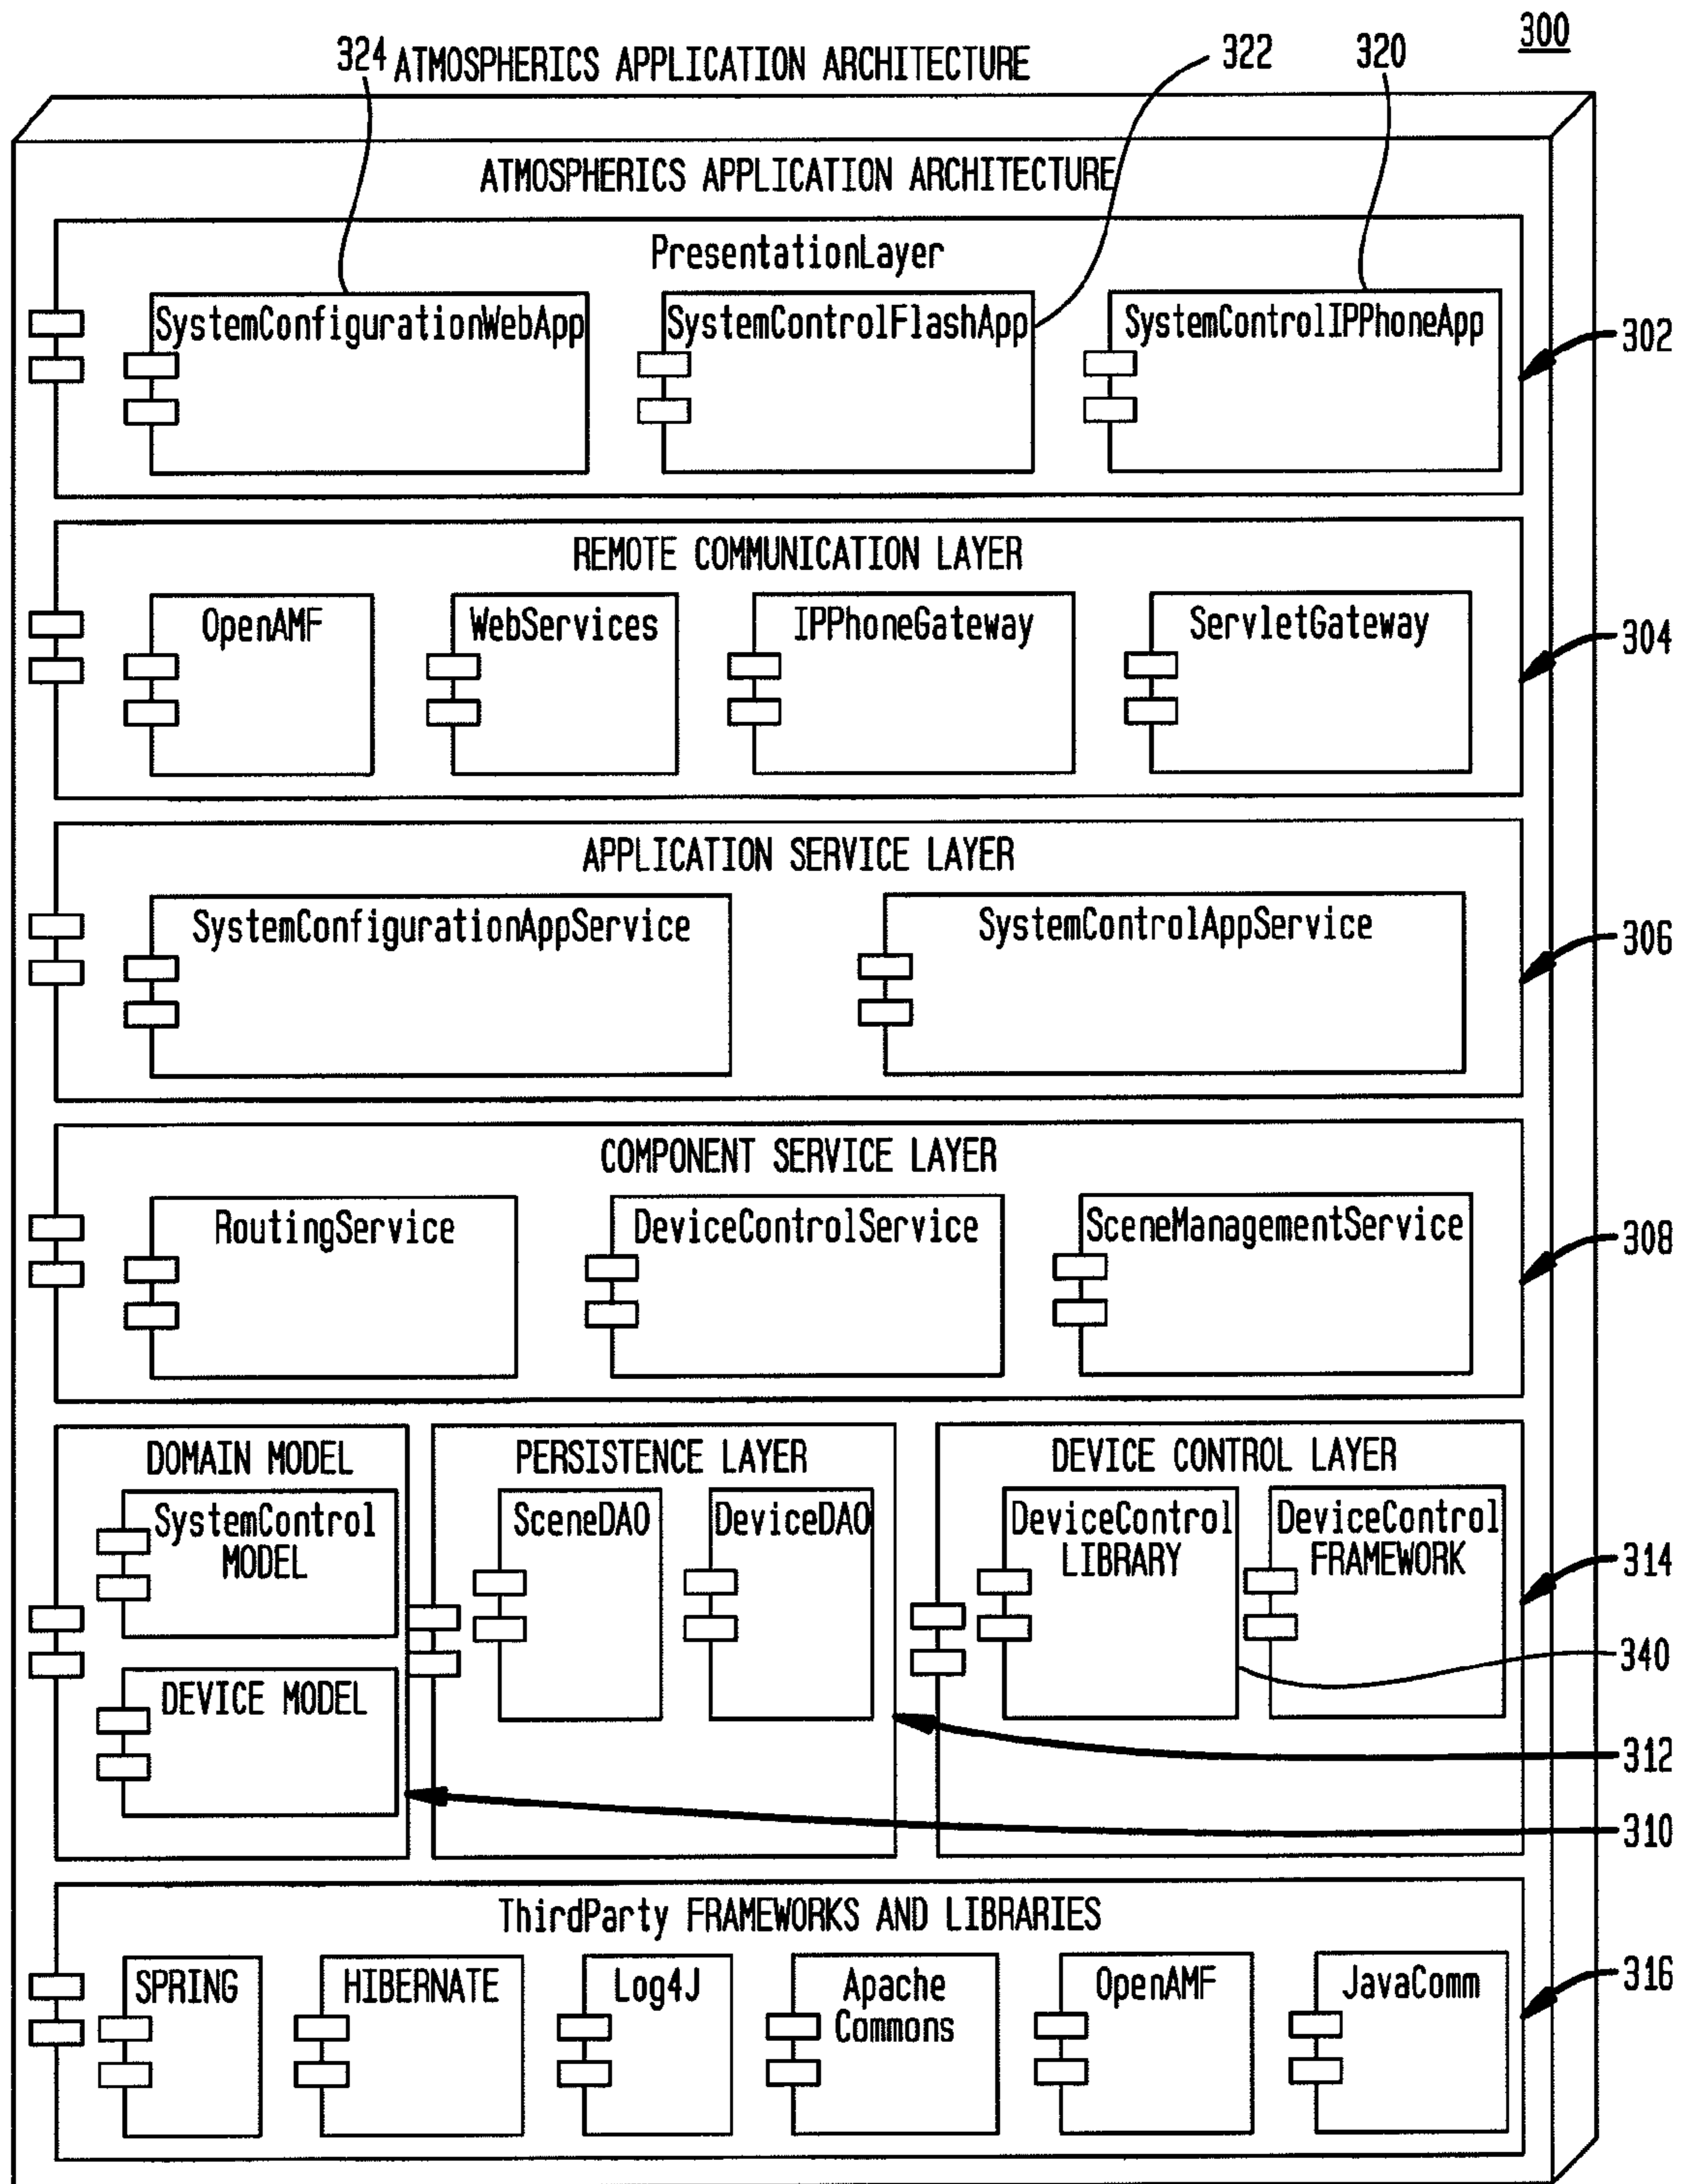 300
324 ATMOSPHERICS APPLICATION ARCHITECTURE 322 320
ATMOSPHERICS APPLICATION ARCHITECTURE
PresentationLayer
SystemConfigurationWebApp SystemControlFlashApp SystemControlIPPhoneApp
302
REMOTE COMMUNICATION LAYER
OpenAMF WebServices IPPhoneGateway ServletGateway
304
APPLICATION SERVICE LAYER
SystemConfigurationAppService SystemControlAppService
306
COMPONENT SERVICE LAYER
RoutingService DeviceControlService SceneManagementService
308
DOMAIN MODEL PERSISTENCE LAYER DEVICE CONTROL LAYER
SystemControl SceneDAO DeviceDAO DeviceControl DeviceControl
MODEL LIBRARY FRAMEWORK
314
340
DEVICE MODEL
312
310
ThirdParty FRAMEWORKS AND LIBRARIES
SPRING HIBERNATE Log4J Apache OpenAMF JavaComm
Commons
316